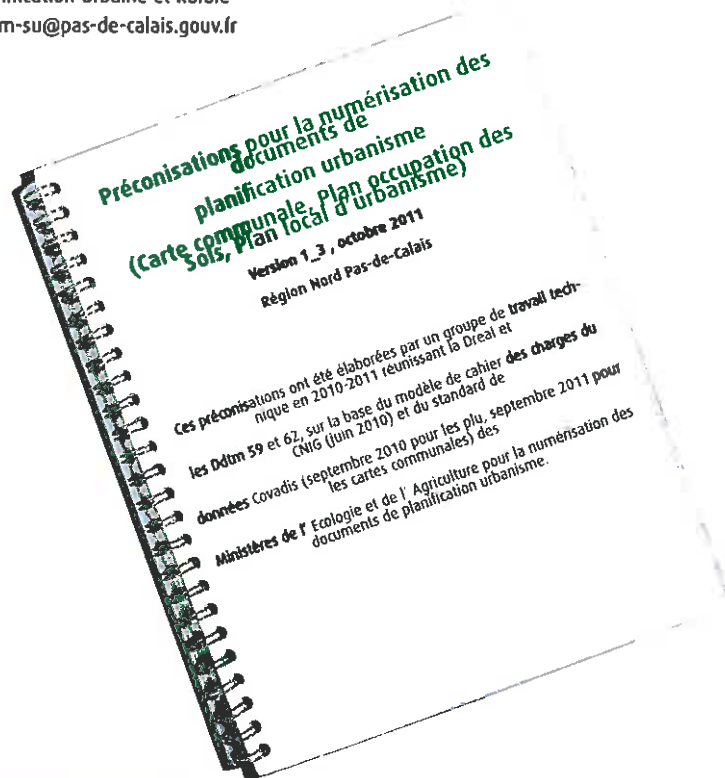 m-su@pas-de-calais.gouv.fr
Préconisations pour la numérisation des
documents de
planification urbanisme
(Carte communale, Plan occupation des
Sols, Plan local d'urbanisme)
Version 1_3 , octobre 2011
Région Nord Pas-de-Calais
Ces préconisations ont été élaborées par un groupe de travail tech-
nique en 2010-2011 réunissant la Dreal et
les Ddtm 59 et 62, sur la base du modèle de cahier des charges du
CNIG (juin 2010) et du standard de
données Covadis (septembre 2010 pour les plu, septembre 2011 pour
les cartes communales) des
Ministères de l' Ecologie et de l' Agriculture pour la numérisation des
documents de planification urbanisme.